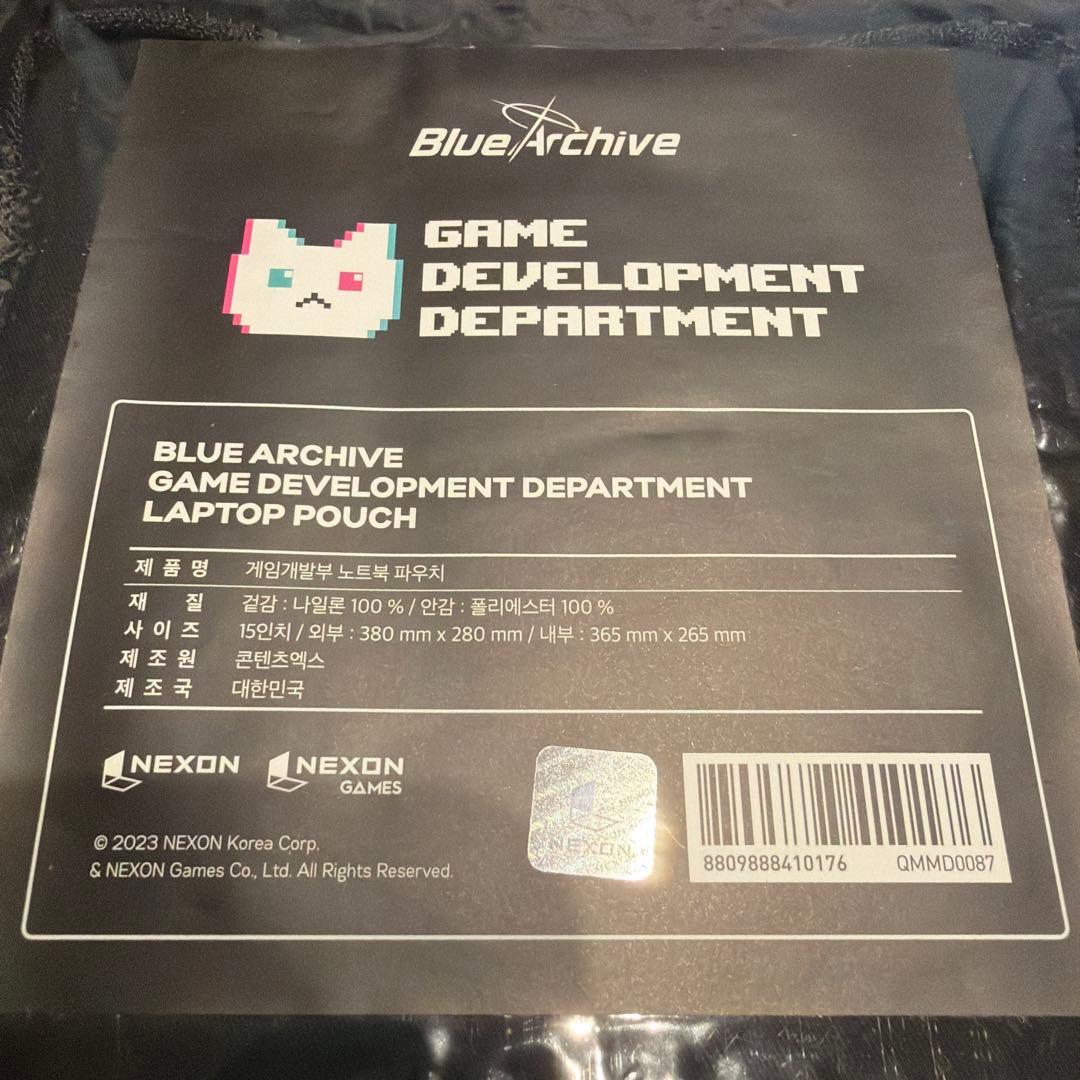 Blue Archive
GAME
DEVELOPMENT
DEPARTMENT
BLUE ARCHIVE
GAME DEVELOPMENT DEPARTMENT
LAPTOP POUCH
제품명 게임개발부 노트북 파우치
재질 겉감 : 나일론 100 % / 안감 : 폴리에스터 100 %
사이즈 15인치 / 외부 : 380 mm x 280 mm / 내부 : 365 mm x 265 mm
제조원 콘텐츠엑스
제조국 대한민국
NEXON NEXON GAMES
NEXON
© 2023 NEXON Korea Corp.
& NEXON Games Co., Ltd. All Rights Reserved.
8809888410176 QMMD0087